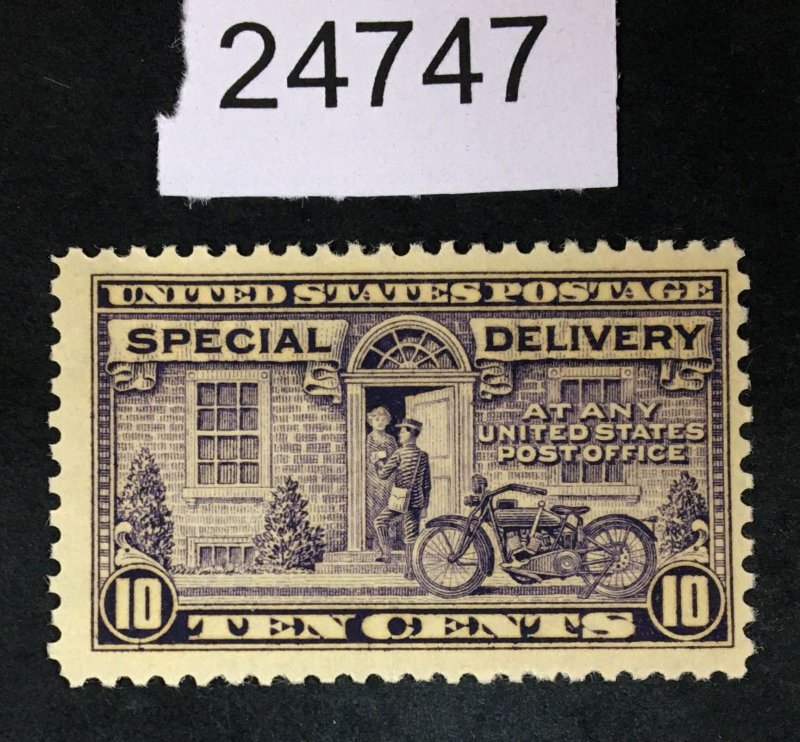 24747
UNITED STATES POSTAGE
SPECIAL DELIVERY
AT ANY
UNITED STATES
POST OFFICE
10 TEN CENTS 10